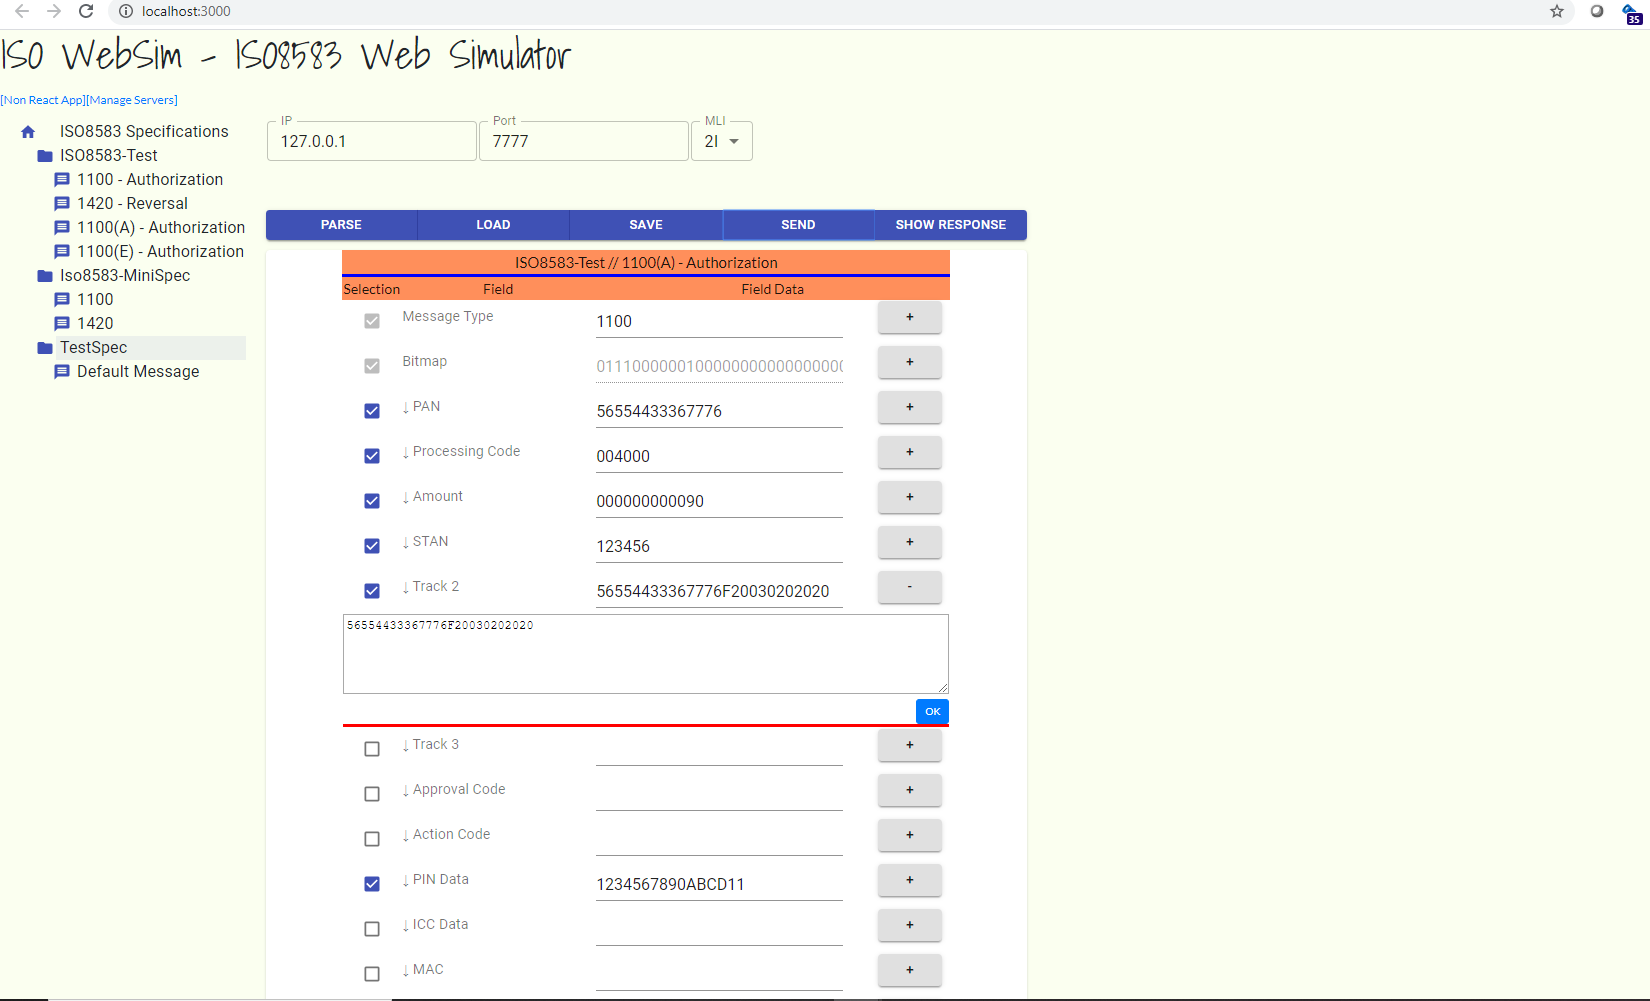 localhost:3000
35
ISO WebSim - ISO8583 Web Simulator
[Non React App][Manage Servers]
ISO8583 Specifications
ISO8583-Test
1100 - Authorization
1420 - Reversal
1100(A) - Authorization
1100(E) - Authorization
Iso8583-MiniSpec
1100
1420
TestSpec
Default Message
IP
127.0.0.1
Port
7777
MLI
2I
PARSE LOAD SAVE SEND SHOW RESPONSE
ISO8583-Test // 1100(A) - Authorization
Selection Field Field Data
Message Type 1100 +
Bitmap 01110000001000000000000000 +
↓ PAN 56554433367776 +
↓ Processing Code 004000 +
↓ Amount 000000000090 +
↓ STAN 123456 +
↓ Track 2 56554433367776F20030202020 -
56554433367776F20030202020
OK
↓ Track 3 +
↓ Approval Code +
↓ Action Code +
↓ PIN Data 1234567890ABCD11 +
↓ ICC Data +
↓ MAC +